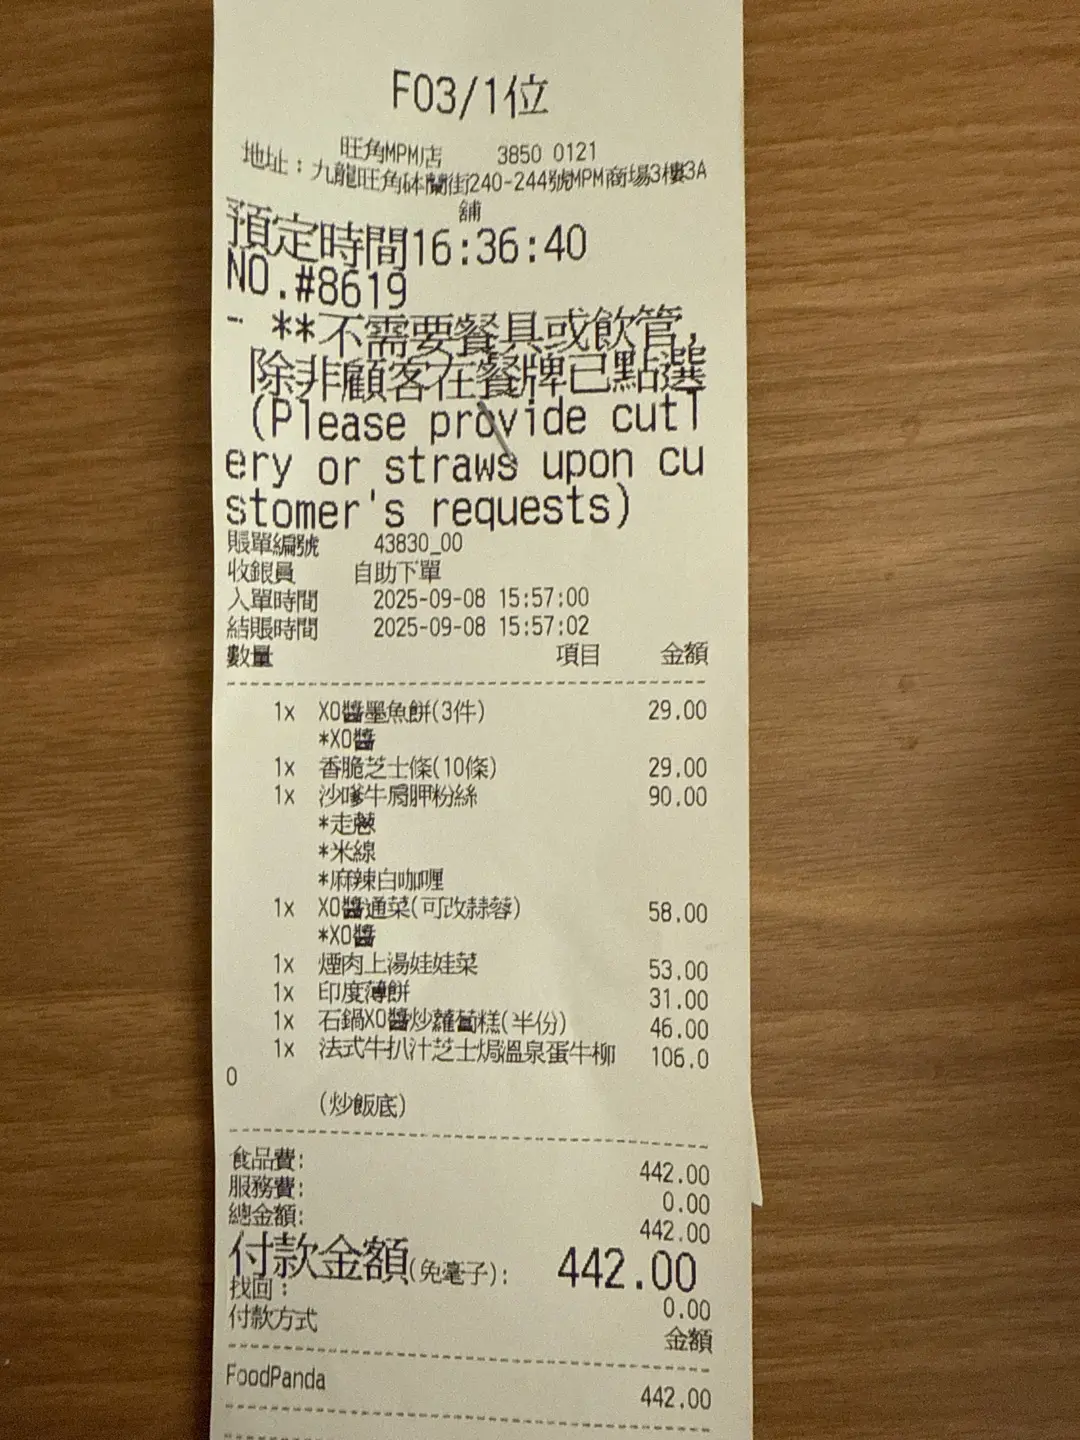 F03/1位
旺角MPM店 3850 0121
地址：九龍旺角砵蘭街240-244號MPM商場3樓3A
舖
預定時間16:36:40
NO.#8619
- **不需要餐具或飲管,
除非顧客在餐牌已點選
(Please provide cutl
ery or straws upon cu
stomer's requests)
賬單編號 43830_00
收銀員 自助下單
入單時間 2025-09-08 15:57:00
結賬時間 2025-09-08 15:57:02
數量 項目 金額
1x XO醬墨魚餅(3件) 29.00
*XO醬
1x 香脆芝士條(10條) 29.00
1x 沙嗲牛肩胛粉絲 90.00
*走葱
*米線
*麻辣白咖喱
1x XO醬通菜(可改蒜蓉) 58.00
*XO醬
1x 煙肉上湯娃娃菜 53.00
1x 印度薄餅 31.00
1x 石鍋XO醬炒蘿蔔糕(半份) 46.00
1x 法式牛扒汁芝士焗溫泉蛋牛柳 106.0
0
(炒飯底)
食品費: 442.00
服務費: 0.00
總金額: 442.00
付款金額(免毫子): 442.00
找回： 0.00
付款方式 金額
FoodPanda 442.00